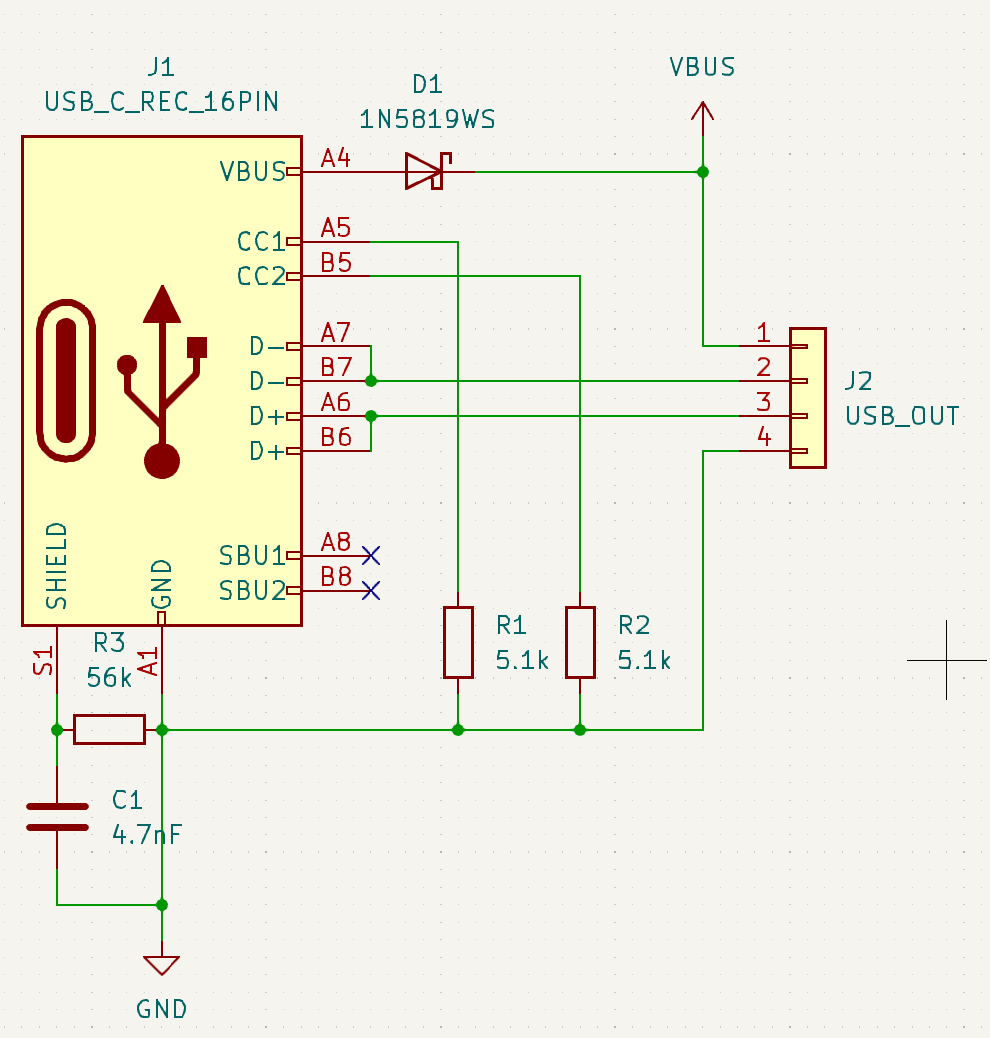 J1
USB_C_REC_16PIN
D1
1N5819WS
VBUS
VBUS
A4
CC1
A5
CC2
B5
D-
A7
D-
B7
D+
A6
D+
B6
1
2
3
4
J2
USB_OUT
SBU1
A8
SBU2
B8
SHIELD
GND
S1
A1
R3
56k
R1
5.1k
R2
5.1k
C1
4.7nF
GND